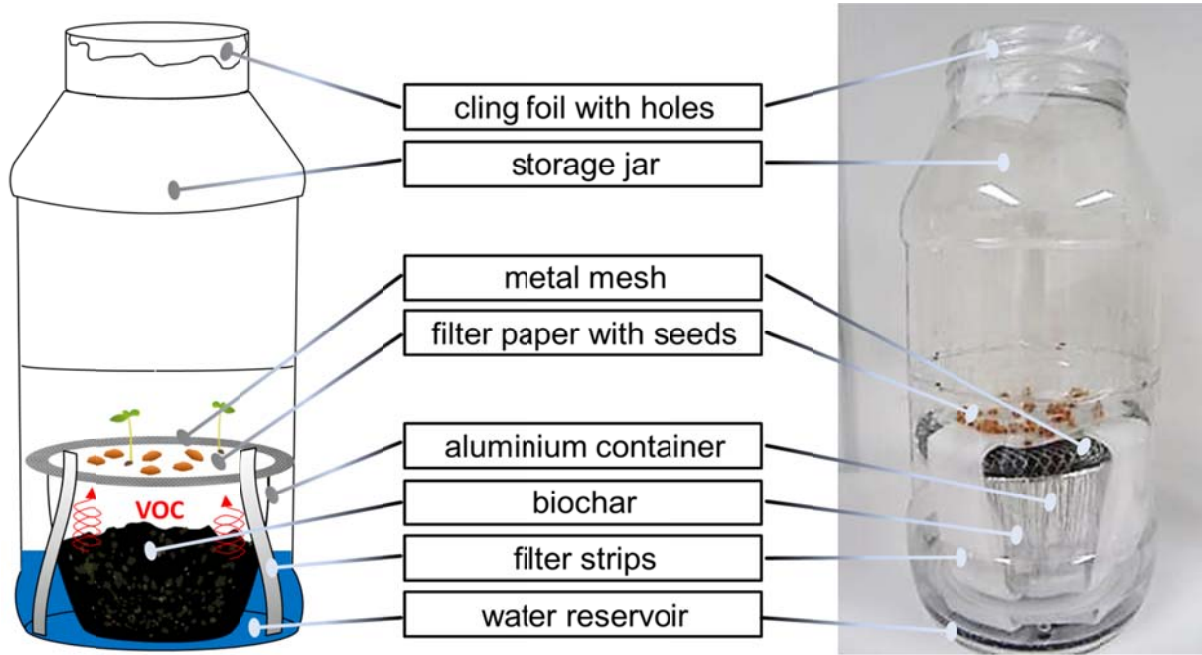 cling foil with holes
storage jar
metal mesh
filter paper with seeds
aluminium container
VOC
biochar
filter strips
water reservoir